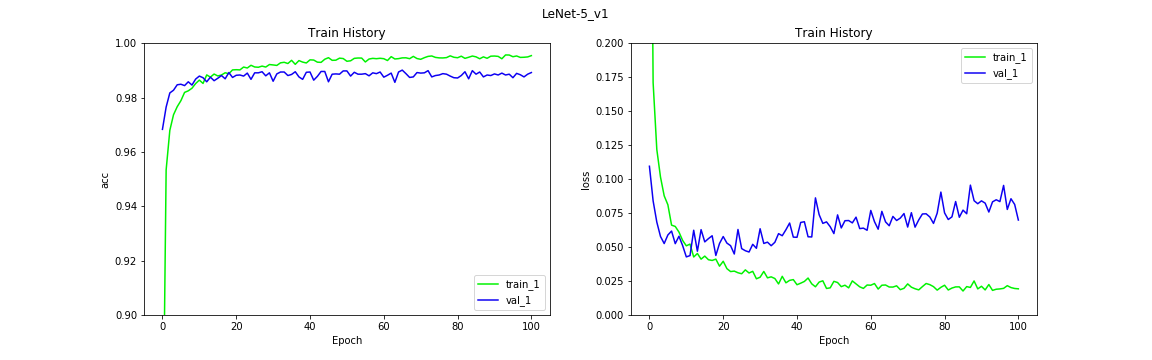 LeNet-5_v1
Train History
acc
1.00
0.98
0.96
0.94
0.92
0.90
0
20
40
60
80
100
Epoch
train_1
val_1
Train History
loss
0.200
0.175
0.150
0.125
0.100
0.075
0.050
0.025
0.000
0
20
40
60
80
100
Epoch
train_1
val_1